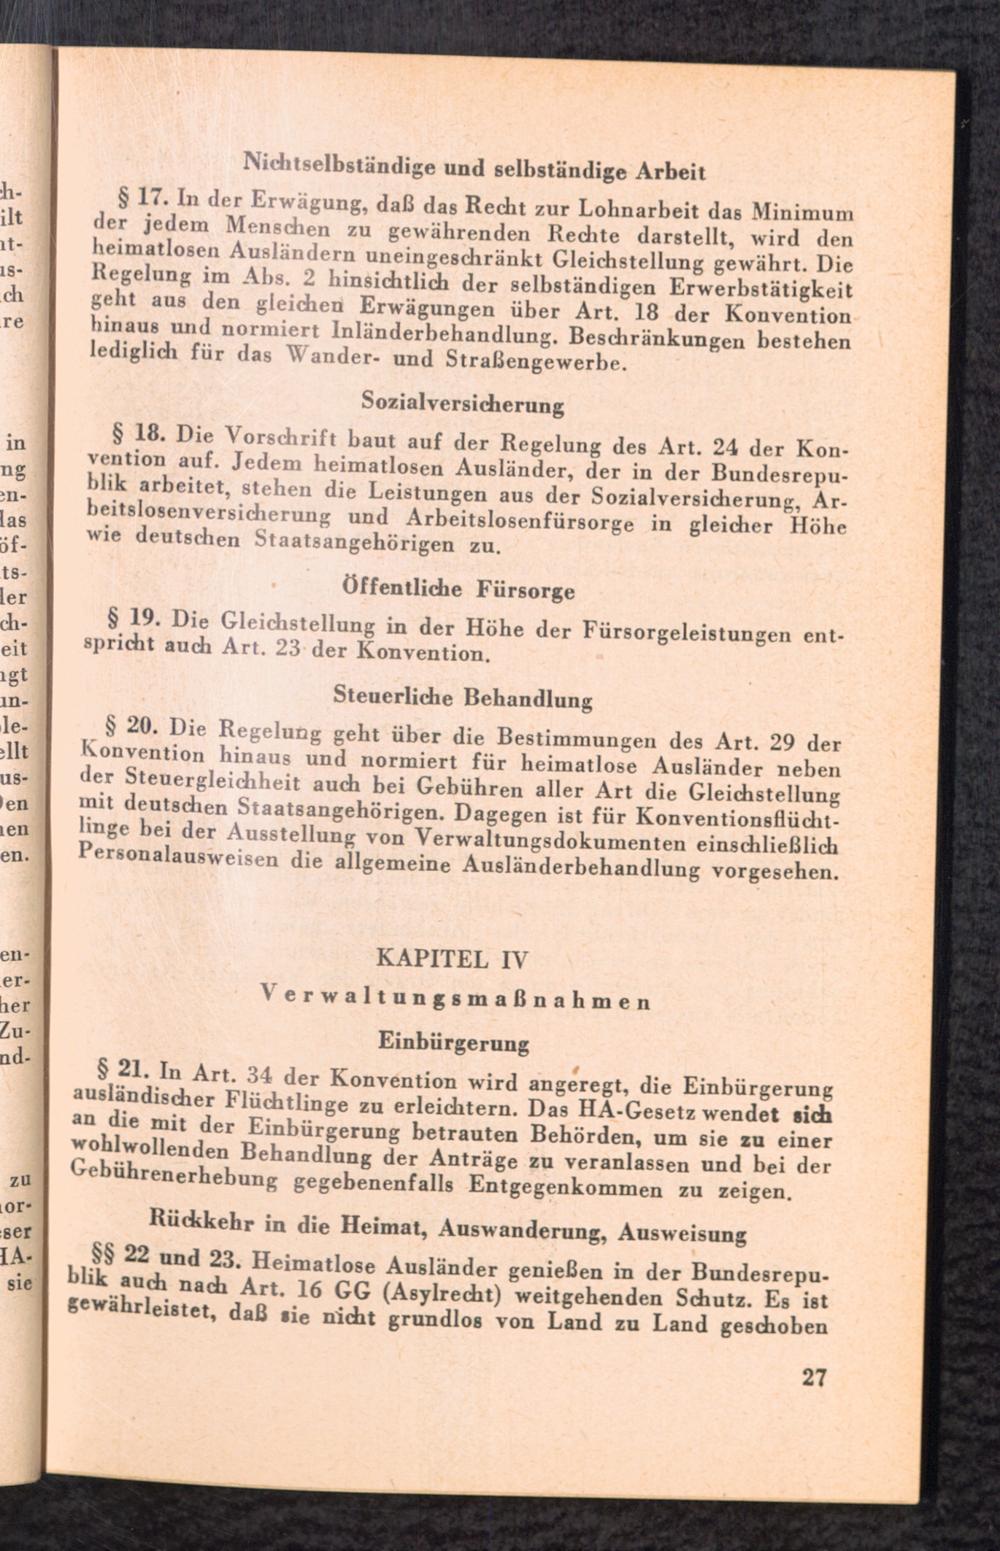 Nichtselbständige und selbständige Arbeit
§ 17. In der Erwägung, daß das Recht zur Lohnarbeit das Minimum
der jedem Menschen zu gewährenden Rechte darstellt, wird den
heimatlosen Ausländern uneingeschränkt Gleichstellung gewährt. Die
Regelung im Abs. 2 hinsichtlich der selbständigen Erwerbstätigkeit
geht aus den gleichen Erwägungen über Art. 18 der Konvention
hinaus und normiert Inländerbehandlung. Beschränkungen bestehen
lediglich für das Wander- und Straßengewerbe.
Sozialversicherung
§ 18. Die Vorschrift baut auf der Regelung des Art. 24 der Kon-
vention auf. Jedem heimatlosen Ausländer, der in der Bundesrepu-
blik arbeitet, stehen die Leistungen aus der Sozialversicherung, Ar-
beitslosenversicherung und Arbeitslosenfürsorge in gleicher Höhe
wie deutschen Staatsangehörigen zu.
Öffentliche Fürsorge
§ 19. Die Gleichstellung in der Höhe der Fürsorgeleistungen ent-
spricht auch Art. 23 der Konvention.
Steuerliche Behandlung
§ 20. Die Regelung geht über die Bestimmungen des Art. 29 der
Konvention hinaus und normiert für heimatlose Ausländer neben
der Steuergleichheit auch bei Gebühren aller Art die Gleichstellung
mit deutschen Staatsangehörigen. Dagegen ist für Konventionsflücht-
linge bei der Ausstellung von Verwaltungsdokumenten einschließlich
Personalausweisen die allgemeine Ausländerbehandlung vorgesehen.
KAPITEL IV
Verwaltungsmaßnahmen
Einbürgerung
§ 21. In Art. 34 der Konvention wird angeregt, die Einbürgerung
ausländischer Flüchtlinge zu erleichtern. Das HA-Gesetz wendet sich
an die mit der Einbürgerung betrauten Behörden, um sie zu einer
wohlwollenden Behandlung der Anträge zu veranlassen und bei der
Gebührenerhebung gegebenenfalls Entgegenkommen zu zeigen.
Rückkehr in die Heimat, Auswanderung, Ausweisung
§§ 22 und 23. Heimatlose Ausländer genießen in der Bundesrepu-
blik auch nach Art. 16 GG (Asylrecht) weitgehenden Schutz. Es ist
gewährleistet, daß sie nicht grundlos von Land zu Land geschoben
27